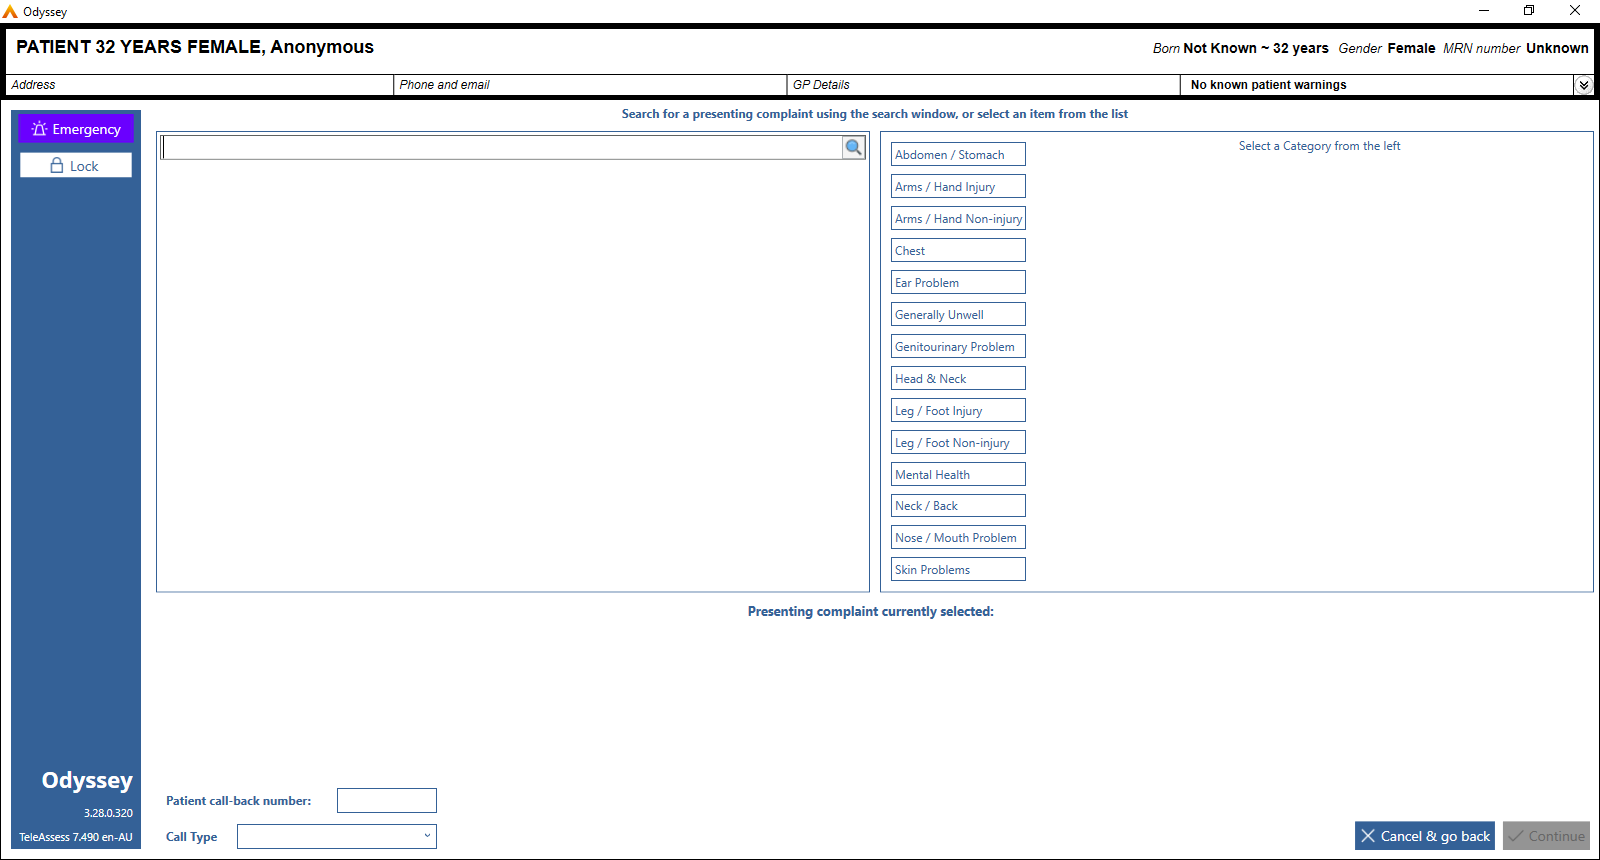 Odyssey
PATIENT 32 YEARS FEMALE, Anonymous
Born Not Known ~ 32 years Gender Female MRN number Unknown
Address
Phone and email
GP Details
No known patient warnings
Emergency
Lock
Search for a presenting complaint using the search window, or select an item from the list
Abdomen / Stomach
Arms / Hand Injury
Arms / Hand Non-injury
Chest
Ear Problem
Generally Unwell
Genitourinary Problem
Head & Neck
Leg / Foot Injury
Leg / Foot Non-injury
Mental Health
Neck / Back
Nose / Mouth Problem
Skin Problems
Select a Category from the left
Presenting complaint currently selected:
Odyssey
3.28.0.320
TeleAssess 7.490 en-AU
Patient call-back number:
Call Type
Cancel & go back
Continue